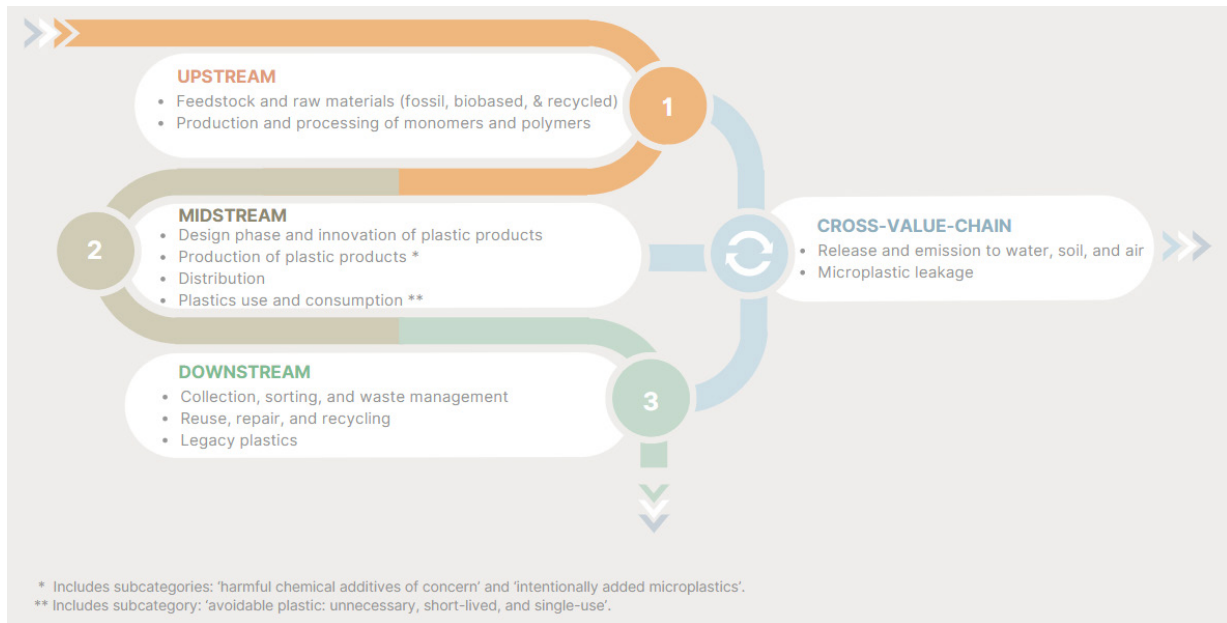 UPSTREAM
• Feedstock and raw materials (fossil, biobased, & recycled)
• Production and processing of monomers and polymers
1
2
MIDSTREAM
• Design phase and innovation of plastic products
• Production of plastic products *
• Distribution
• Plastics use and consumption **
CROSS-VALUE-CHAIN
• Release and emission to water, soil, and air
• Microplastic leakage
DOWNSTREAM
• Collection, sorting, and waste management
• Reuse, repair, and recycling
• Legacy plastics
3
* Includes subcategories: ‘harmful chemical additives of concern’ and ‘intentionally added microplastics’.
** Includes subcategory: ‘avoidable plastic: unnecessary, short-lived, and single-use’.